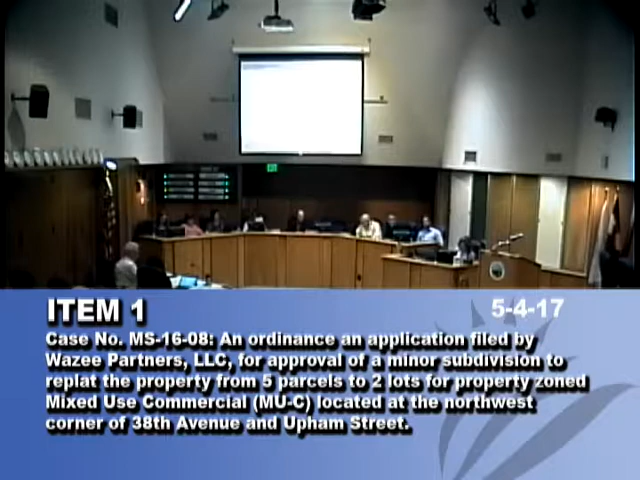 ITEM 1
5-4-17
Case No. MS-16-08: An ordinance an application filed by
Wazee Partners, LLC, for approval of a minor subdivision to
replat the property from 5 parcels to 2 lots for property zoned
Mixed Use Commercial (MU-C) located at the northwest
corner of 38th Avenue and Upham Street.